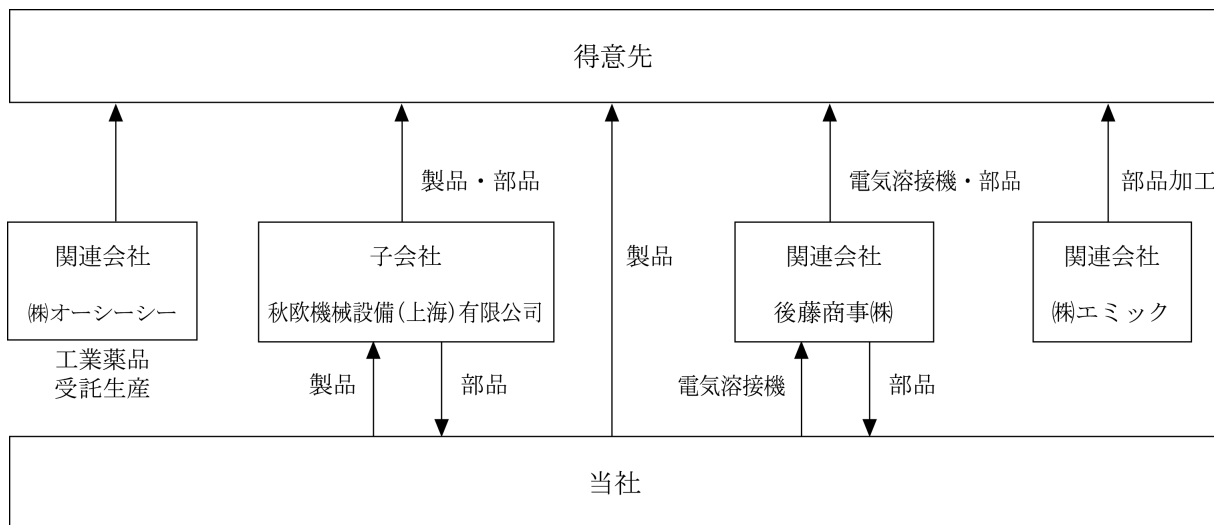 得意先
製品・部品
電気溶接機・部品
部品加工
関連会社
㈱オーシーシー
工業薬品
受託生産
子会社
秋欧機械設備(上海)有限公司
製品
関連会社
後藤商事㈱
関連会社
㈱エミック
製品
部品
電気溶接機
部品
当社